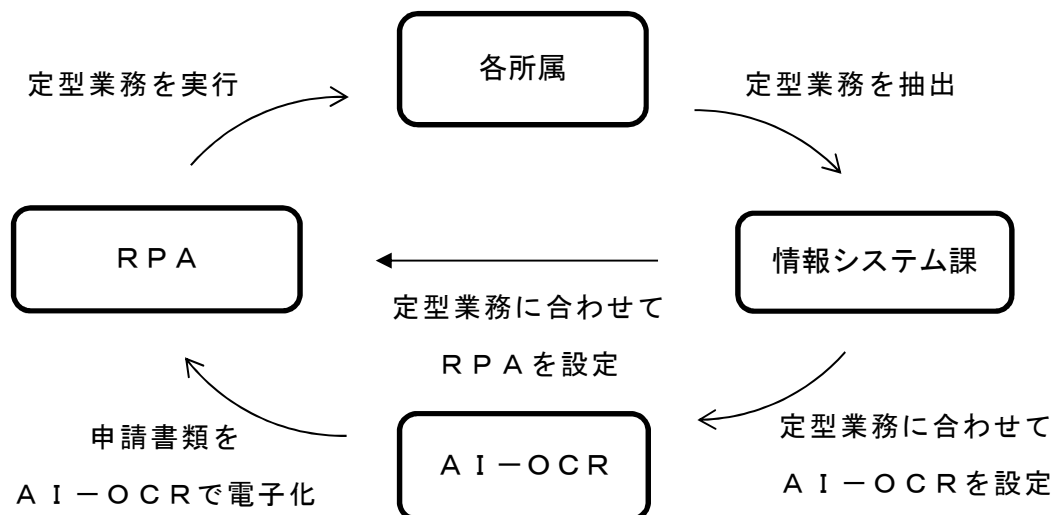 各所属
定型業務を実行
定型業務を抽出
ＲＰＡ
情報システム課
定型業務に合わせて
ＲＰＡを設定
申請書類を
ＡＩ－ＯＣＲで電子化
ＡＩ－ＯＣＲ
定型業務に合わせて
ＡＩ－ＯＣＲを設定